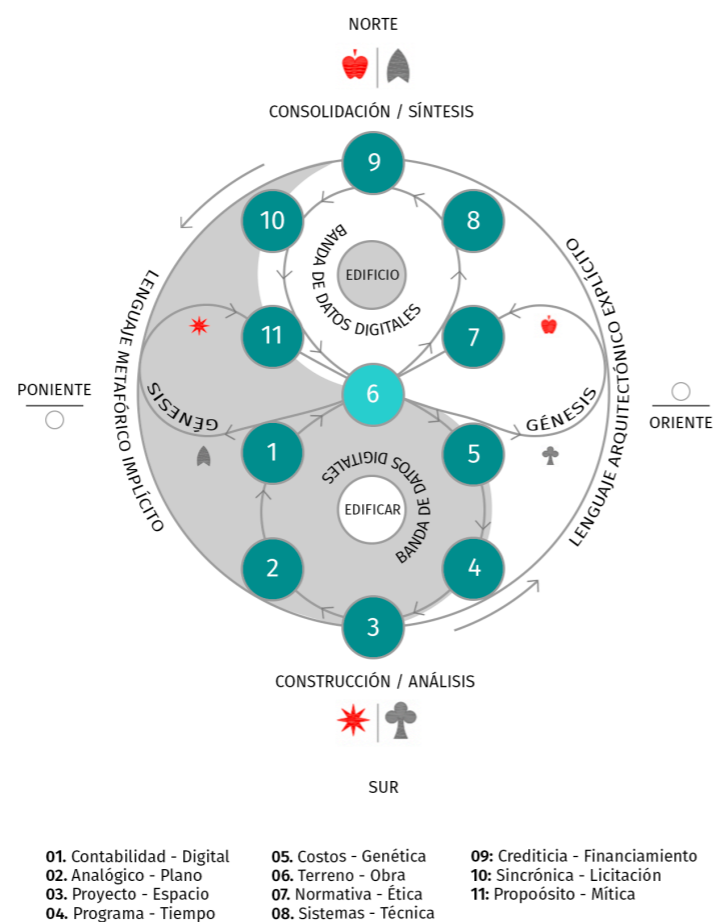 NORTE
CONSOLIDACIÓN / SÍNTESIS
9
10
8
BANDA DE DATOS DIGITALES
EDIFICIO
LENGUAJE METAFÓRICO IMPLÍCITO
LENGUAJE ARQUITECTÓNICO EXPLÍCITO
11
7
PONIENTE
6
ORIENTE
GÉNESIS
GÉNESIS
1
5
BANDA DE DATOS DIGITALES
EDIFICAR
2
4
3
CONSTRUCCIÓN / ANÁLISIS
SUR
01. Contabilidad - Digital
02. Analógico - Plano
03. Proyecto - Espacio
04. Programa - Tiempo
05. Costos - Genética
06. Terreno - Obra
07. Normativa - Ética
08. Sistemas - Técnica
09: Crediticia - Financiamiento
10: Sincrónica - Licitación
11: Propoósito - Mítica